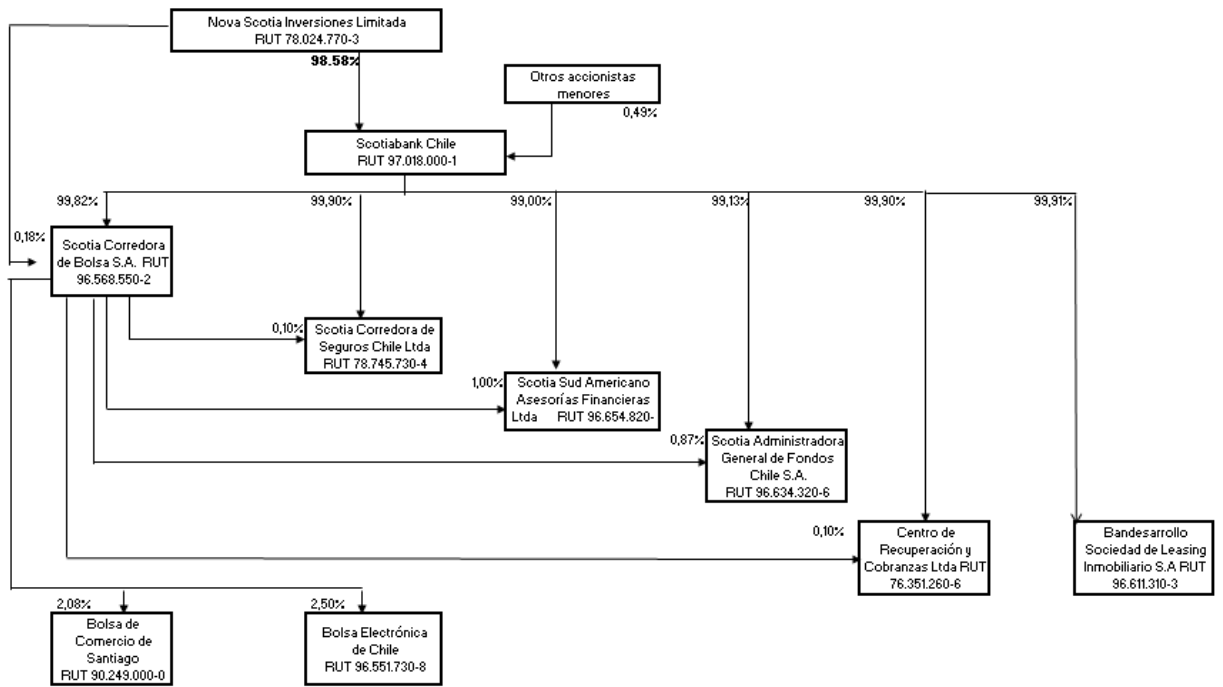 Nova Scotia Inversiones Limitada
RUT 78.024.770-3
98.58%
Otros accionistas
menores
0,49%
Scotiabank Chile
RUT 97.018.000-1
99,82%
99,90%
99,00%
99,13%
99,90%
99,91%
0,18%
Scotia Corredora
de Bolsa S.A. RUT
96.568.550-2
0,10%
Scotia Corredora de
Seguros Chile Ltda
RUT 78.745.730-4
1,00%
Scotia Sud Americano
Asesorías Financieras
Ltda RUT 96.654.820-
0,87%
Scotia Administradora
General de Fondos
Chile S.A.
RUT 96.634.320-6
0,10%
Centro de
Recuperación y
Cobranzas Ltda RUT
76.351.260-6
Bandesarrollo
Sociedad de Leasing
Inmobiliario S.A RUT
96.611.310-3
2,08%
Bolsa de
Comercio de
Santiago
RUT 90.249.000-0
2,50%
Bolsa Electrónica
de Chile
RUT 96.551.730-8